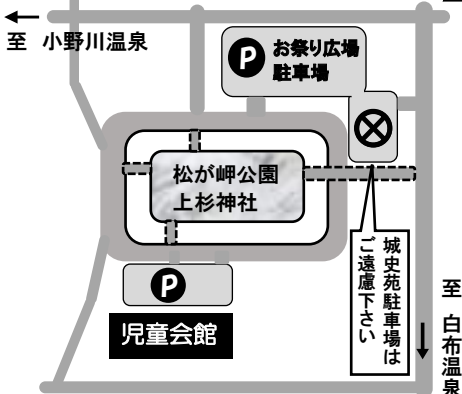 至 小野川温泉
P お祭り広場
駐車場
松が岬公園
上杉神社
城史苑駐車場は
ご遠慮下さい
P
児童会館
至 白布温泉